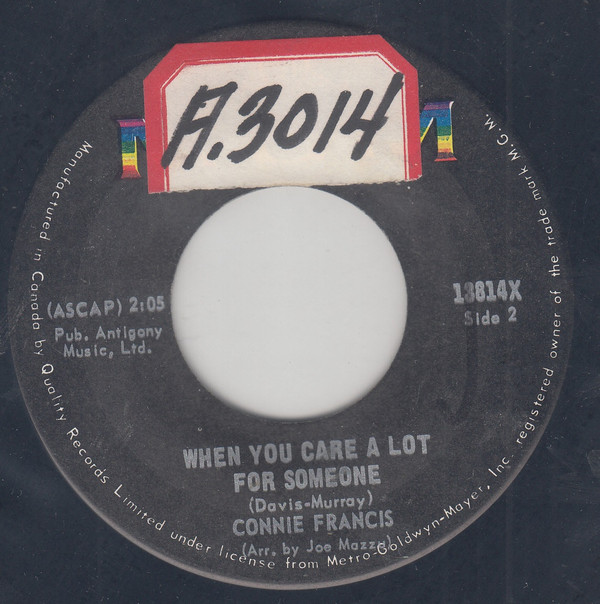 A.3014
M M
(ASCAP) 2:05
Pub. Antigony
Music, Ltd.
13814X
Side 2
WHEN YOU CARE A LOT
FOR SOMEONE
(Davis-Murray)
CONNIE FRANCIS
(Arr. by Joe Mazzu)
Manufactured in Canada by Quality Records Limited under license from Metro-Goldwyn-Mayer, Inc. registered owner of the trade mark M.G.M.